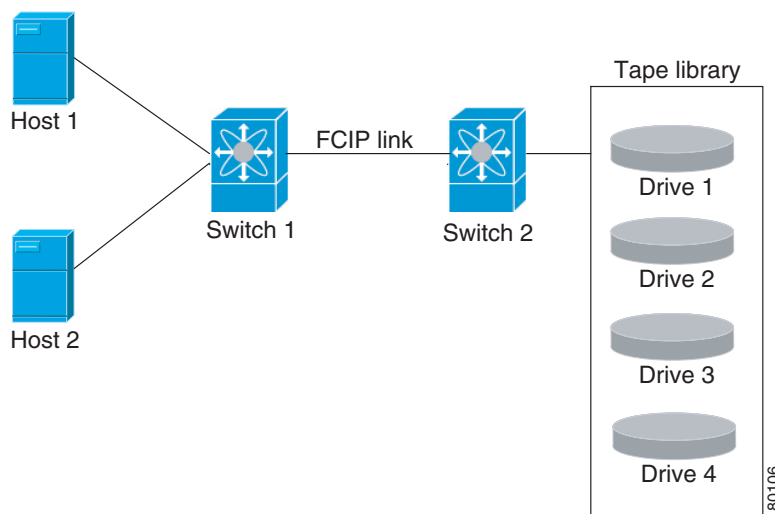 Tape library
Host 1
FCIP link
Drive 1
Switch 1
Switch 2
Drive 2
Host 2
Drive 3
Drive 4
80106